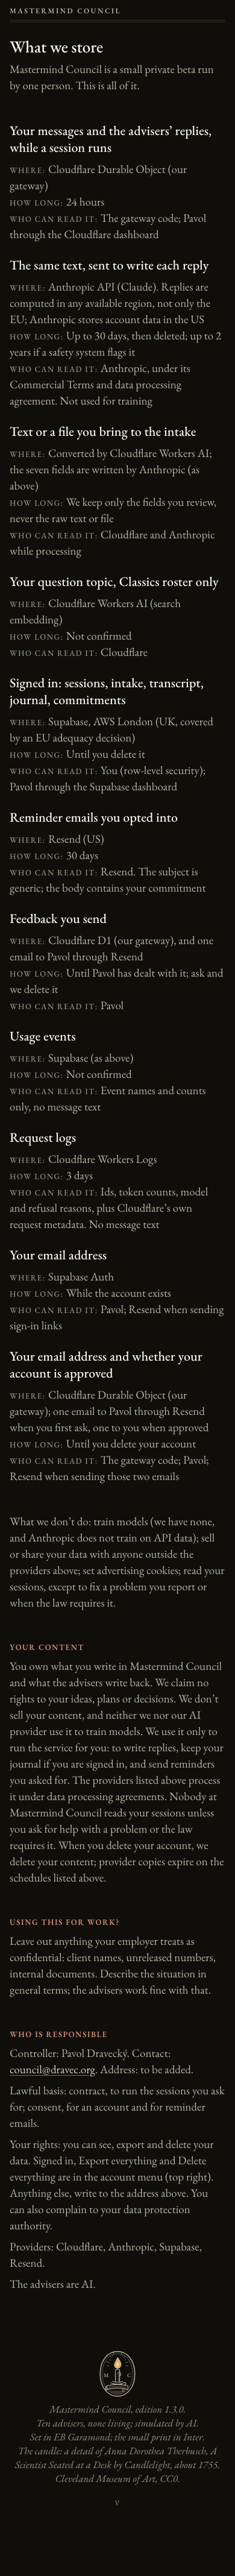 MASTERMIND COUNCIL
What we store
Mastermind Council is a small private beta run
by one person. This is all of it.
Your messages and the advisers’ replies,
while a session runs
WHERE: Cloudflare Durable Object (our
gateway)
HOW LONG: 24 hours
WHO CAN READ IT: The gateway code; Pavol
through the Cloudflare dashboard
The same text, sent to write each reply
WHERE: Anthropic API (Claude). Replies are
computed in any available region, not only the
EU; Anthropic stores account data in the US
HOW LONG: Up to 30 days, then deleted; up to 2
years if a safety system flags it
WHO CAN READ IT: Anthropic, under its
Commercial Terms and data processing
agreement. Not used for training
Text or a file you bring to the intake
WHERE: Converted by Cloudflare Workers AI;
the seven fields are written by Anthropic (as
above)
HOW LONG: We keep only the fields you review,
never the raw text or file
WHO CAN READ IT: Cloudflare and Anthropic
while processing
Your question topic, Classics roster only
WHERE: Cloudflare Workers AI (search
embedding)
HOW LONG: Not confirmed
WHO CAN READ IT: Cloudflare
Signed in: sessions, intake, transcript,
journal, commitments
WHERE: Supabase, AWS London (UK, covered
by an EU adequacy decision)
HOW LONG: Until you delete it
WHO CAN READ IT: You (row-level security);
Pavol through the Supabase dashboard
Reminder emails you opted into
WHERE: Resend (US)
HOW LONG: 30 days
WHO CAN READ IT: Resend. The subject is
generic; the body contains your commitment
Feedback you send
WHERE: Cloudflare D1 (our gateway), and one
email to Pavol through Resend
HOW LONG: Until Pavol has dealt with it; ask and
we delete it
WHO CAN READ IT: Pavol
Usage events
WHERE: Supabase (as above)
HOW LONG: Not confirmed
WHO CAN READ IT: Event names and counts
only, no message text
Request logs
WHERE: Cloudflare Workers Logs
HOW LONG: 3 days
WHO CAN READ IT: Ids, token counts, model
and refusal reasons, plus Cloudflare’s own
request metadata. No message text
Your email address
WHERE: Supabase Auth
HOW LONG: While the account exists
WHO CAN READ IT: Pavol; Resend when sending
sign-in links
Your email address and whether your
account is approved
WHERE: Cloudflare Durable Object (our
gateway); one email to Pavol through Resend
when you first ask, one to you when approved
HOW LONG: Until you delete your account
WHO CAN READ IT: The gateway code; Pavol;
Resend when sending those two emails
What we don’t do: train models (we have none,
and Anthropic does not train on API data); sell
or share your data with anyone outside the
providers above; set advertising cookies; read your
sessions, except to fix a problem you report or
when the law requires it.
YOUR CONTENT
You own what you write in Mastermind Council
and what the advisers write back. We claim no
rights to your ideas, plans or decisions. We don’t
sell your content, and neither we nor our AI
provider use it to train models. We use it only to
run the service for you: to write replies, keep your
journal if you are signed in, and send reminders
you asked for. The providers listed above process
it under data processing agreements. Nobody at
Mastermind Council reads your sessions unless
you ask for help with a problem or the law
requires it. When you delete your account, we
delete your content; provider copies expire on the
schedules listed above.
USING THIS FOR WORK?
Leave out anything your employer treats as
confidential: client names, unreleased numbers,
internal documents. Describe the situation in
general terms; the advisers work fine with that.
WHO IS RESPONSIBLE
Controller: Pavol Dravecký. Contact:
council@dravec.org. Address: to be added.
Lawful basis: contract, to run the sessions you ask
for; consent, for an account and for reminder
emails.
Your rights: you can see, export and delete your
data. Signed in, Export everything and Delete
everything are in the account menu (top right).
Anything else, write to the address above. You
can also complain to your data protection
authority.
Providers: Cloudflare, Anthropic, Supabase,
Resend.
The advisers are AI.
M C
Mastermind Council, edition 1.3.0.
Ten advisers, none living; simulated by AI.
Set in EB Garamond; the small print in Inter.
The candle: a detail of Anna Dorothea Therbusch, A
Scientist Seated at a Desk by Candlelight, about 1755.
Cleveland Museum of Art, CC0.
V